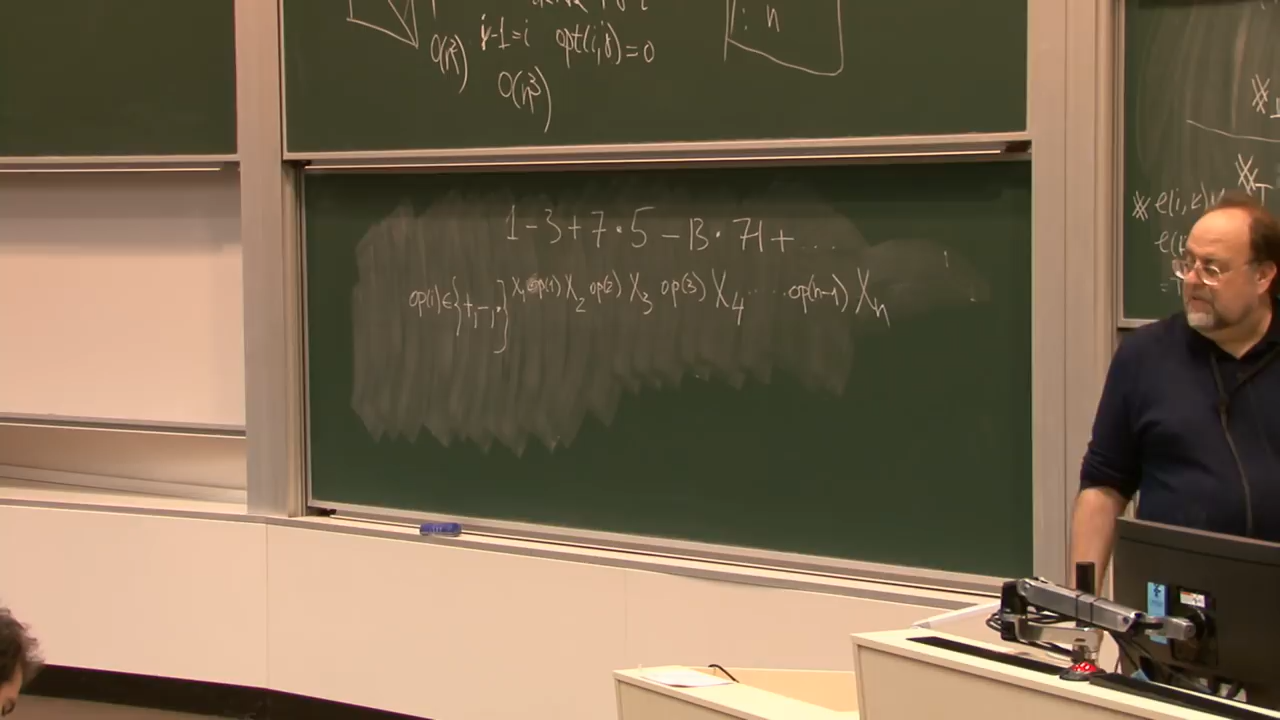 O(n²) j-1=i opt(i,j)=0
O(n³)
: n
1-3+7·5-13·71+...
op(i)∈{+,-,·} X₁ op(1) X₂ op(2) X₃ op(3) X₄ ..... op(n-1) Xₙ